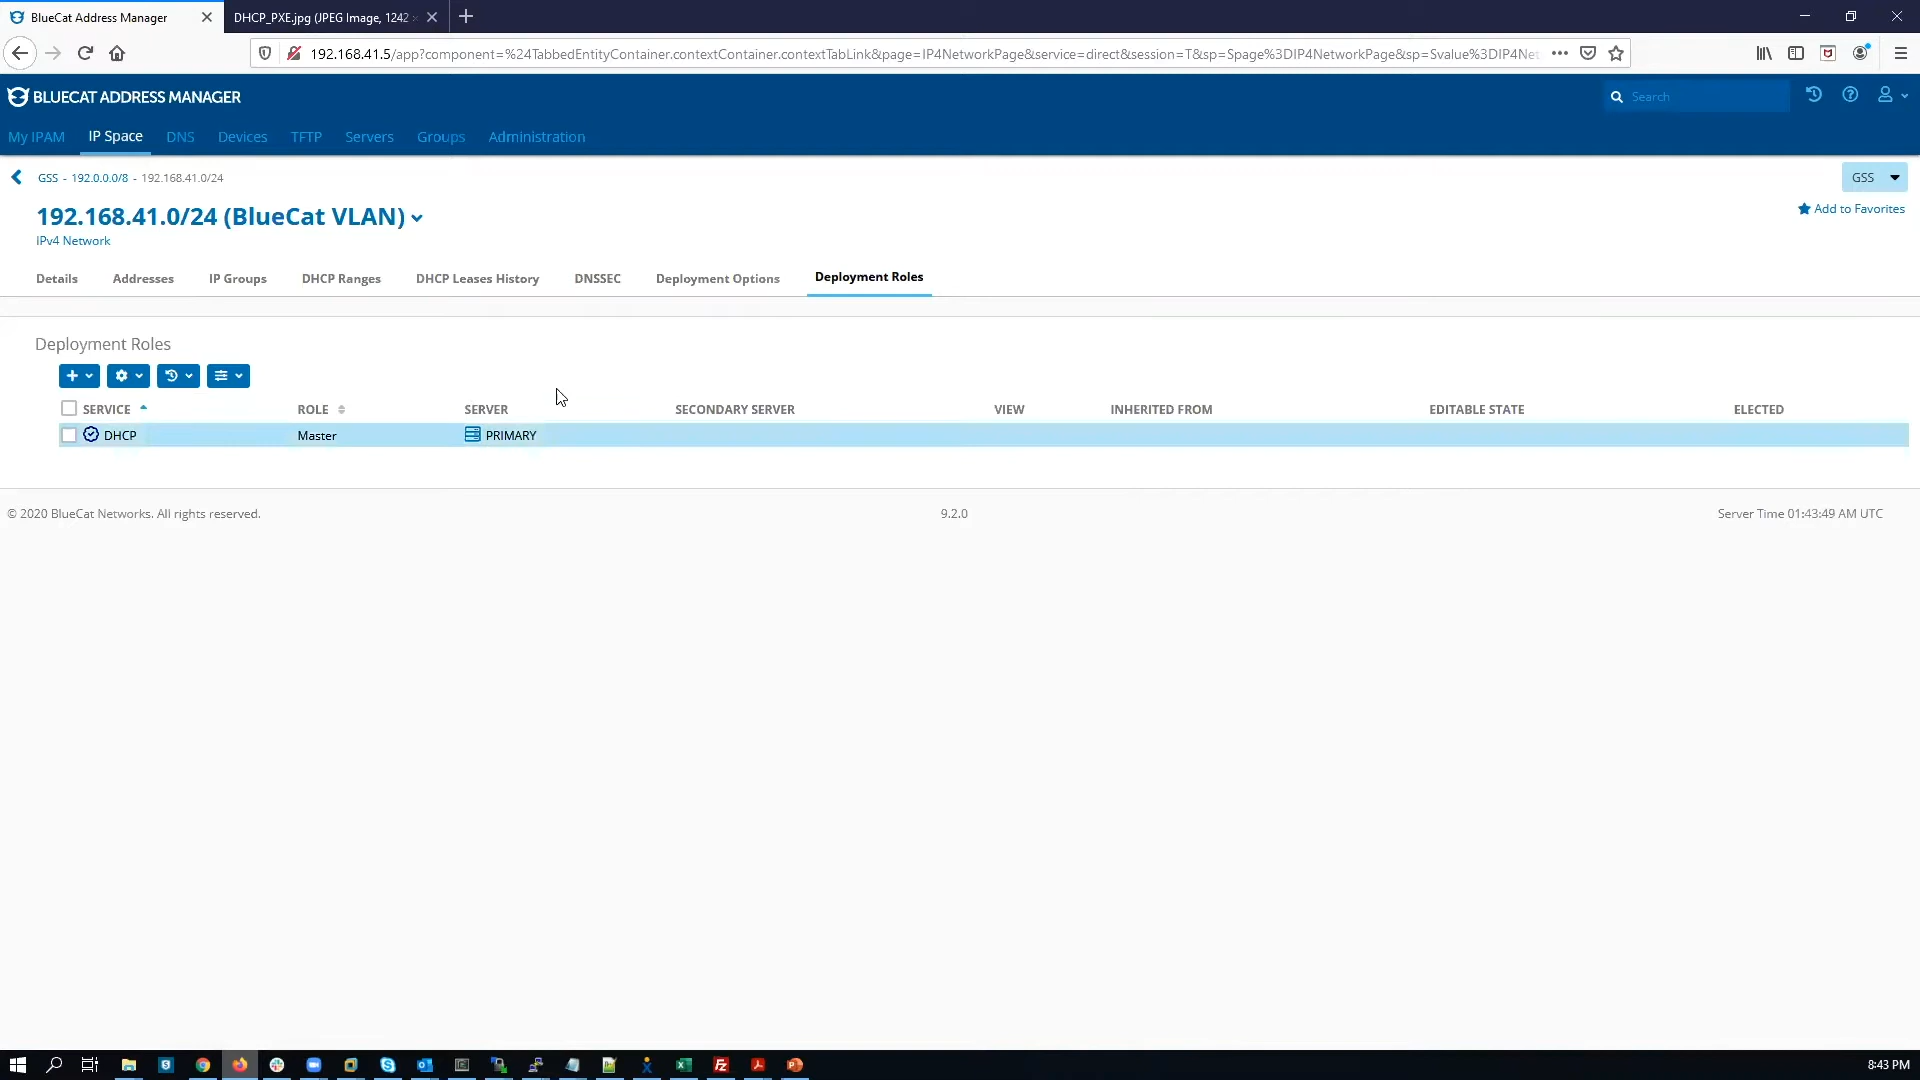 BlueCat Address Manager
DHCP_PXE.jpg (JPEG Image, 1242 ×
192.168.41.5/app?component=%24TabbedEntityContainer.contextContainer.contextTabLink&page=IP4NetworkPage&service=direct&session=T&sp=Spage%3DIP4NetworkPage&sp=Svalue%3DIP4Net
BLUECAT ADDRESS MANAGER
Search
My IPAM IP Space DNS Devices TFTP Servers Groups Administration
GSS - 192.0.0.0/8 - 192.168.41.0/24
GSS
192.168.41.0/24 (BlueCat VLAN)
Add to Favorites
IPv4 Network
Details Addresses IP Groups DHCP Ranges DHCP Leases History DNSSEC Deployment Options Deployment Roles
Deployment Roles
SERVICE ROLE SERVER SECONDARY SERVER VIEW INHERITED FROM EDITABLE STATE ELECTED
DHCP Master PRIMARY
© 2020 BlueCat Networks. All rights reserved. 9.2.0 Server Time 01:43:49 AM UTC
8:43 PM